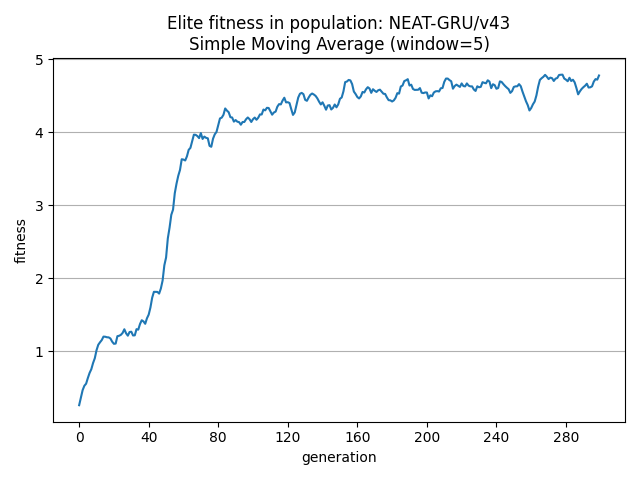 Elite fitness in population: NEAT-GRU/v43
Simple Moving Average (window=5)
5
4
3
2
1
fitness
0 40 80 120 160 200 240 280
generation